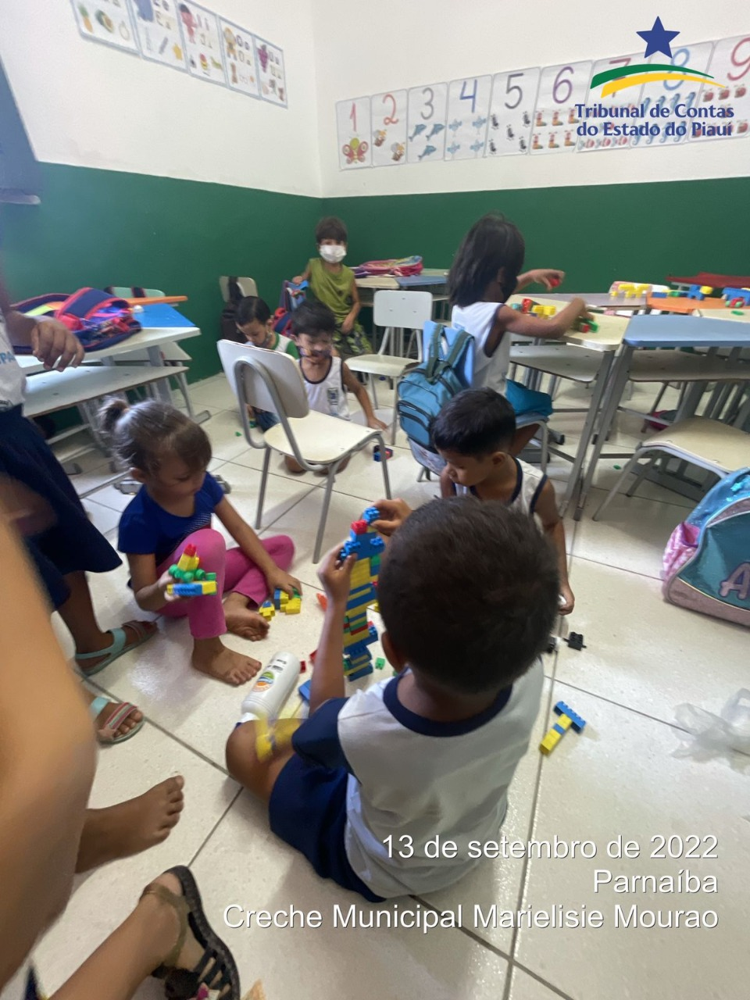 1 2 3 4 5 6 7 8 9
Tribunal de Contas
do Estado do Piauí
A
13 de setembro de 2022
Parnaíba
Creche Municipal Marielisie Mourao